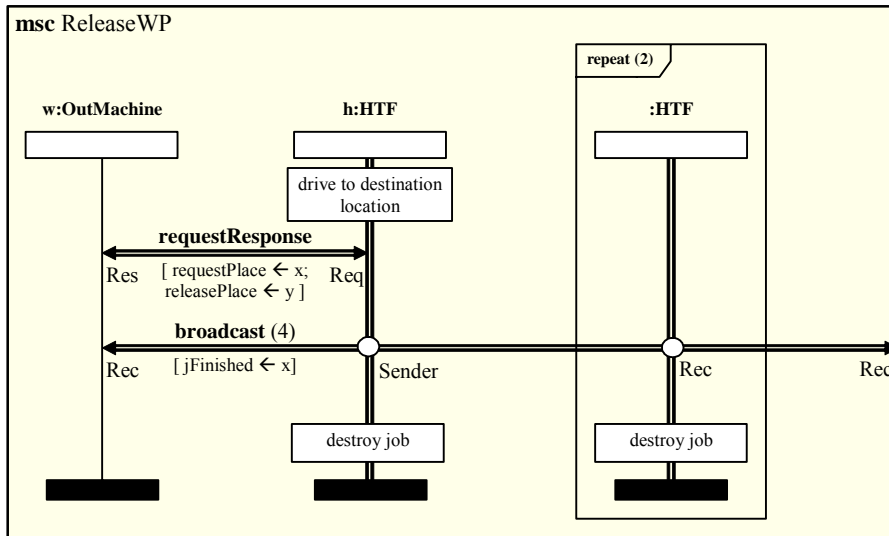 msc ReleaseWP
repeat (2)
w:OutMachine
h:HTF
:HTF
drive to destination
location
requestResponse
Res
[ requestPlace ← x;
releasePlace ← y ]
Req
broadcast (4)
Rec
[ jFinished ← x]
Sender
Rec
Rec
destroy job
destroy job